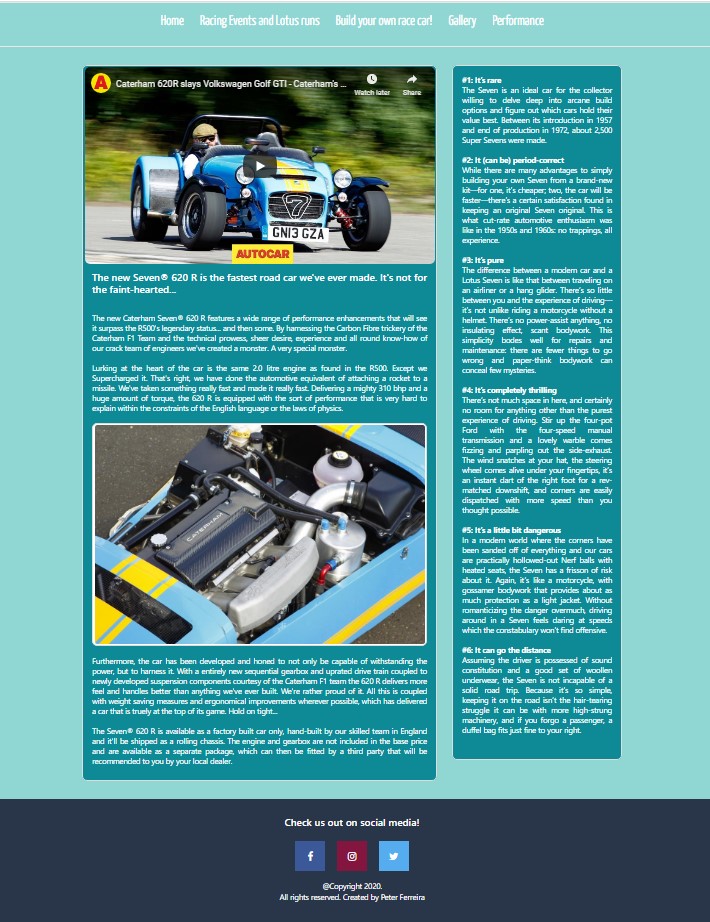 Home Racing Events and Lotus runs Build your own race car! Gallery Performance
Caterham 620R slays Volkswagen Golf GTI - Caterham's ...
Watch later Share
7
GN13 GZA
AUTOCAR
The new Seven® 620 R is the fastest road car we've ever made. It's not for
the faint-hearted...
The new Caterham Seven® 620 R features a wide range of performance enhancements that will see
it surpass the R500's legendary status... and then some. By harnessing the Carbon Fibre trickery of the
Caterham F1 Team and the technical prowess, sheer desire, experience and all round know-how of
our crack team of engineers we've created a monster. A very special monster.
Lurking at the heart of the car is the same 2.0 litre engine as found in the R500. Except we
Supercharged it. That's right, we have done the automotive equivalent of attaching a rocket to a
missile. We've taken something really fast and made it really fast. Delivering a mighty 310 bhp and a
huge amount of torque, the 620 R is equipped with the sort of performance that is very hard to
explain within the constraints of the English language or the laws of physics.
CATERHAM
Furthermore, the car has been developed and honed to not only be capable of withstanding the
power, but to harness it. With a entirely new sequential gearbox and uprated drive train coupled to
newly developed suspension components courtesy of the Caterham F1 team the 620 R delivers more
feel and handles better than anything we've ever built. We're rather proud of it. All this is coupled
with weight saving measures and ergonomical improvements wherever possible, which has delivered
a car that is truely at the top of its game. Hold on tight...
The Seven® 620 R is available as a factory built car only, hand-built by our skilled team in England
and it'll be shipped as a rolling chassis. The engine and gearbox are not included in the base price
and are available as a separate package, which can then be fitted by a third party that will be
recommended to you by your local dealer.
#1: It's rare
The Seven is an ideal car for the collector
willing to delve deep into arcane build
options and figure out which cars hold their
value best. Between its introduction in 1957
and end of production in 1972, about 2,500
Super Sevens were made.
#2: It (can be) period-correct
While there are many advantages to simply
building your own Seven from a brand-new
kit—for one, it's cheaper; two, the car will be
faster—there's a certain satisfaction found in
keeping an original Seven original. This is
what cut-rate automotive enthusiasm was
like in the 1950s and 1960s: no trappings, all
experience.
#3: It's pure
The difference between a modern car and a
Lotus Seven is like that between traveling on
an airliner or a hang glider. There's so little
between you and the experience of driving—
it's not unlike riding a motorcycle without a
helmet. There's no power-assist anything, no
insulating effect, scant bodywork. This
simplicity bodes well for repairs and
maintenance: there are fewer things to go
wrong and paper-think bodywork can
conceal few mysteries.
#4: It's completely thrilling
There's not much space in here, and certainly
no room for anything other than the purest
experience of driving. Stir up the four-pot
Ford with the four-speed manual
transmission and a lovely warble comes
fizzing and parpling out the side-exhaust.
The wind snatches at your hat, the steering
wheel comes alive under your fingertips, it's
an instant dart of the right foot for a rev-
matched downshift, and corners are easily
dispatched with more speed than you
thought possible.
#5: It's a little bit dangerous
In a modern world where the corners have
been sanded off of everything and our cars
are practically hollowed-out Nerf balls with
heated seats, the Seven has a frisson of risk
about it. Again, it's like a motorcycle, with
gossamer bodywork that provides about as
much protection as a light jacket. Without
romanticizing the danger overmuch, driving
around in a Seven feels daring at speeds
which the constabulary won't find offensive.
#6: It can go the distance
Assuming the driver is possessed of sound
constitution and a good set of woollen
underwear, the Seven is not incapable of a
solid road trip. Because it's so simple,
keeping it on the road isn't the hair-tearing
struggle it can be with more high-strung
machinery, and if you forgo a passenger, a
duffel bag fits just fine to your right.
Check us out on social media!
@Copyright 2020.
All rights reserved. Created by Peter Ferreira